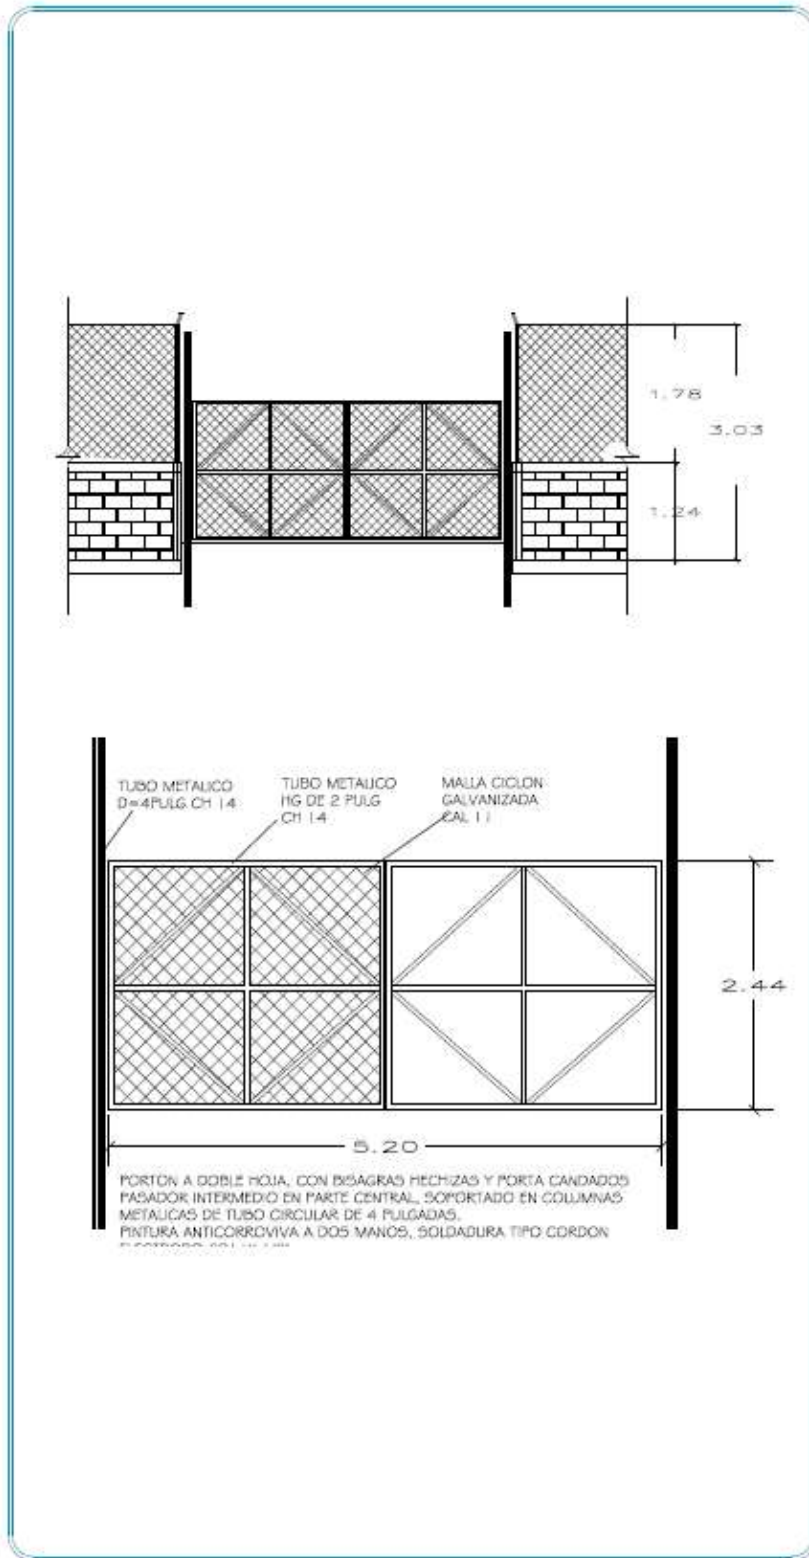 1.78
3.03
1.24
TUBO METALICO
D=4PULG CH 14
TUBO METALICO
HG DE 2 PULG
CH 14
MALLA CICLON
GALVANIZADA
CAL 11
2.44
5.20
PORTON A DOBLE HOJA, CON BISAGRAS HECHIZAS Y PORTA CANDADOS
PASADOR INTERMEDIO EN PARTE CENTRAL, SOPORTADO EN COLUMNAS
METALICAS DE TUBO CIRCULAR DE 4 PULGADAS.
PINTURA ANTICORROVIVA A DOS MANOS, SOLDADURA TIPO CORDON